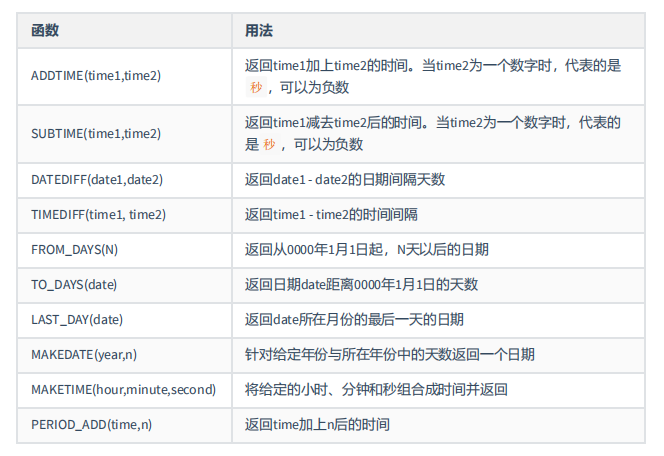 函数 用法
ADDTIME(time1,time2) 返回time1加上time2的时间。当time2为一个数字时，代表的是
秒 ，可以为负数
SUBTIME(time1,time2) 返回time1减去time2后的时间。当time2为一个数字时，代表的
是 秒 ，可以为负数
DATEDIFF(date1,date2) 返回date1 - date2的日期间隔天数
TIMEDIFF(time1, time2) 返回time1 - time2的时间间隔
FROM_DAYS(N) 返回从0000年1月1日起，N天以后的日期
TO_DAYS(date) 返回日期date距离0000年1月1日的天数
LAST_DAY(date) 返回date所在月份的最后一天的日期
MAKEDATE(year,n) 针对给定年份与所在年份中的天数返回一个日期
MAKETIME(hour,minute,second) 将给定的小时、分钟和秒组合成时间并返回
PERIOD_ADD(time,n) 返回time加上n后的时间